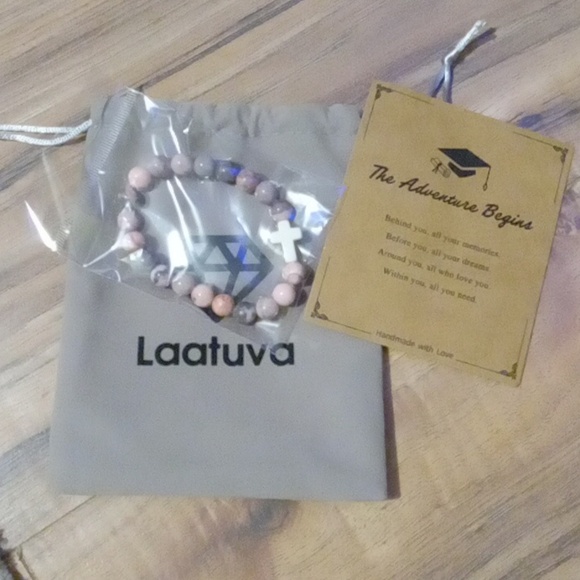 The Adventure Begins
Behind you, all your memories.
Before you, all your dreams.
Around you, all who love you.
Within you, all you need.
Handmade with Love
Laatuva